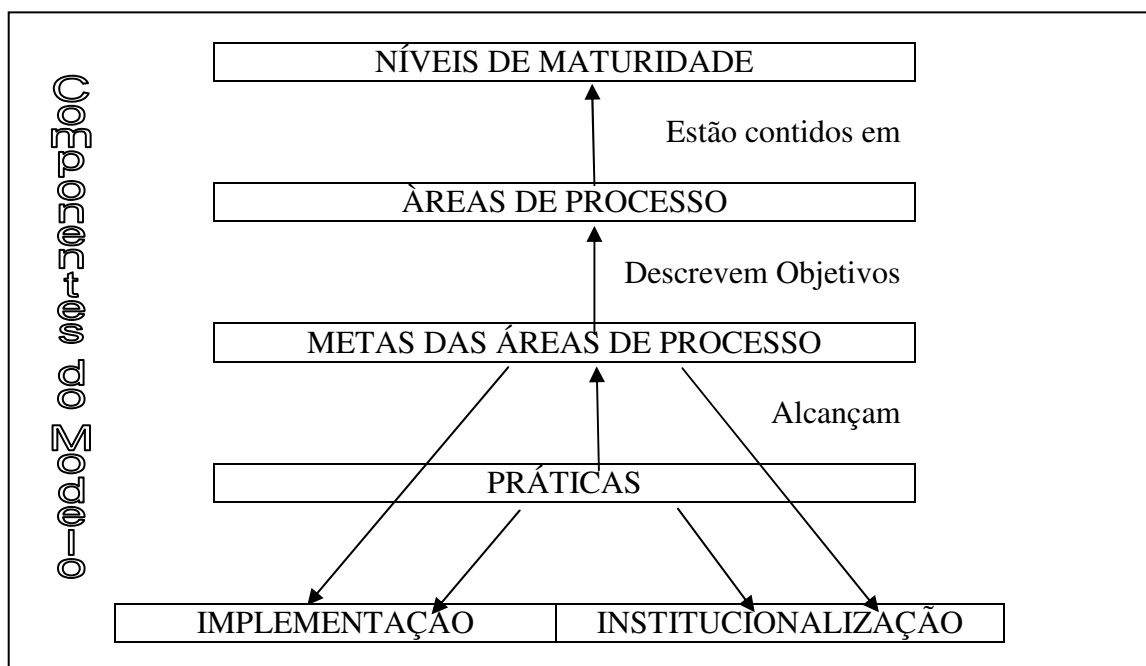 Componentes do Modelo
NÍVEIS DE MATURIDADE
Estão contidos em
ÀREAS DE PROCESSO
Descrevem Objetivos
METAS DAS ÁREAS DE PROCESSO
Alcançam
PRÁTICAS
IMPLEMENTAÇÃO INSTITUCIONALIZAÇÃO